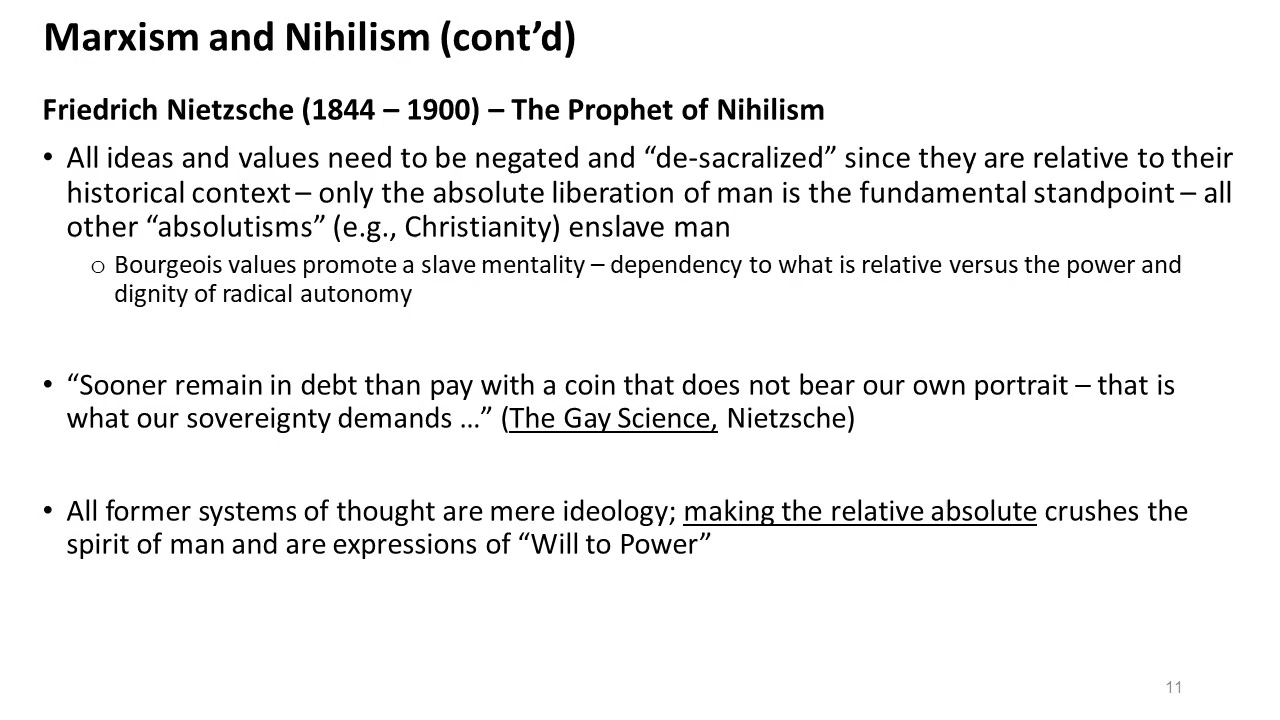 Marxism and Nihilism (cont’d)
Friedrich Nietzsche (1844 – 1900) – The Prophet of Nihilism
• All ideas and values need to be negated and “de-sacralized” since they are relative to their
historical context – only the absolute liberation of man is the fundamental standpoint – all
other “absolutisms” (e.g., Christianity) enslave man
o Bourgeois values promote a slave mentality – dependency to what is relative versus the power and
dignity of radical autonomy
• “Sooner remain in debt than pay with a coin that does not bear our own portrait – that is
what our sovereignty demands …” (The Gay Science, Nietzsche)
• All former systems of thought are mere ideology; making the relative absolute crushes the
spirit of man and are expressions of “Will to Power”
11